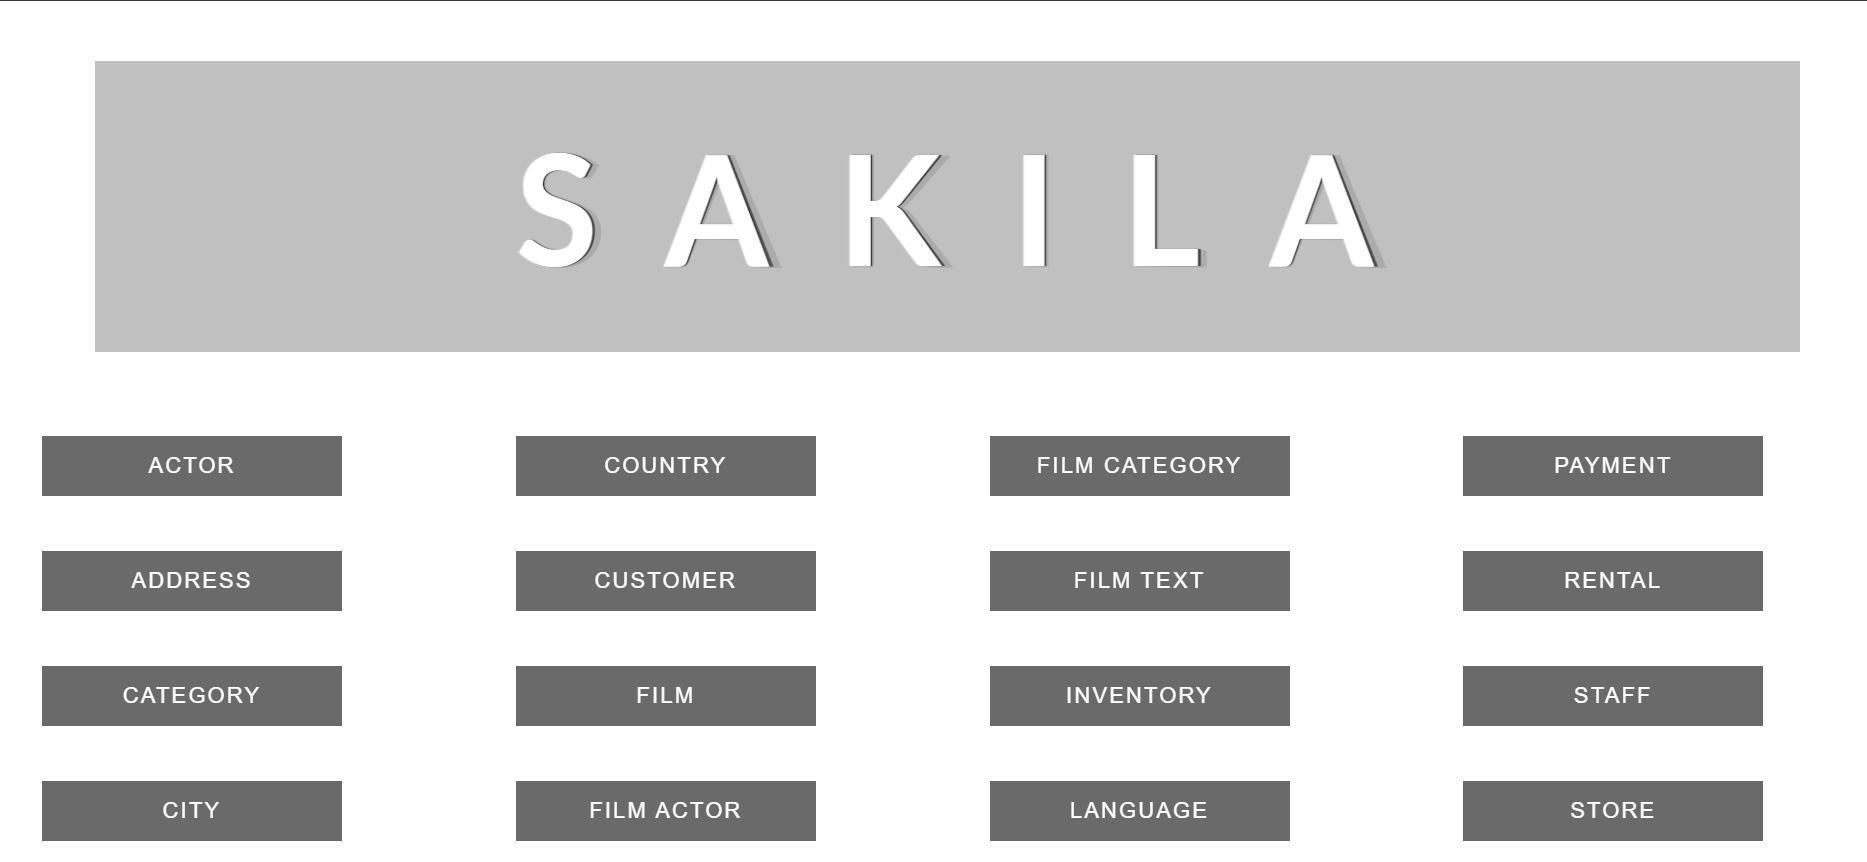 SAKILA
ACTOR
COUNTRY
FILM CATEGORY
PAYMENT
ADDRESS
CUSTOMER
FILM TEXT
RENTAL
CATEGORY
FILM
INVENTORY
STAFF
CITY
FILM ACTOR
LANGUAGE
STORE